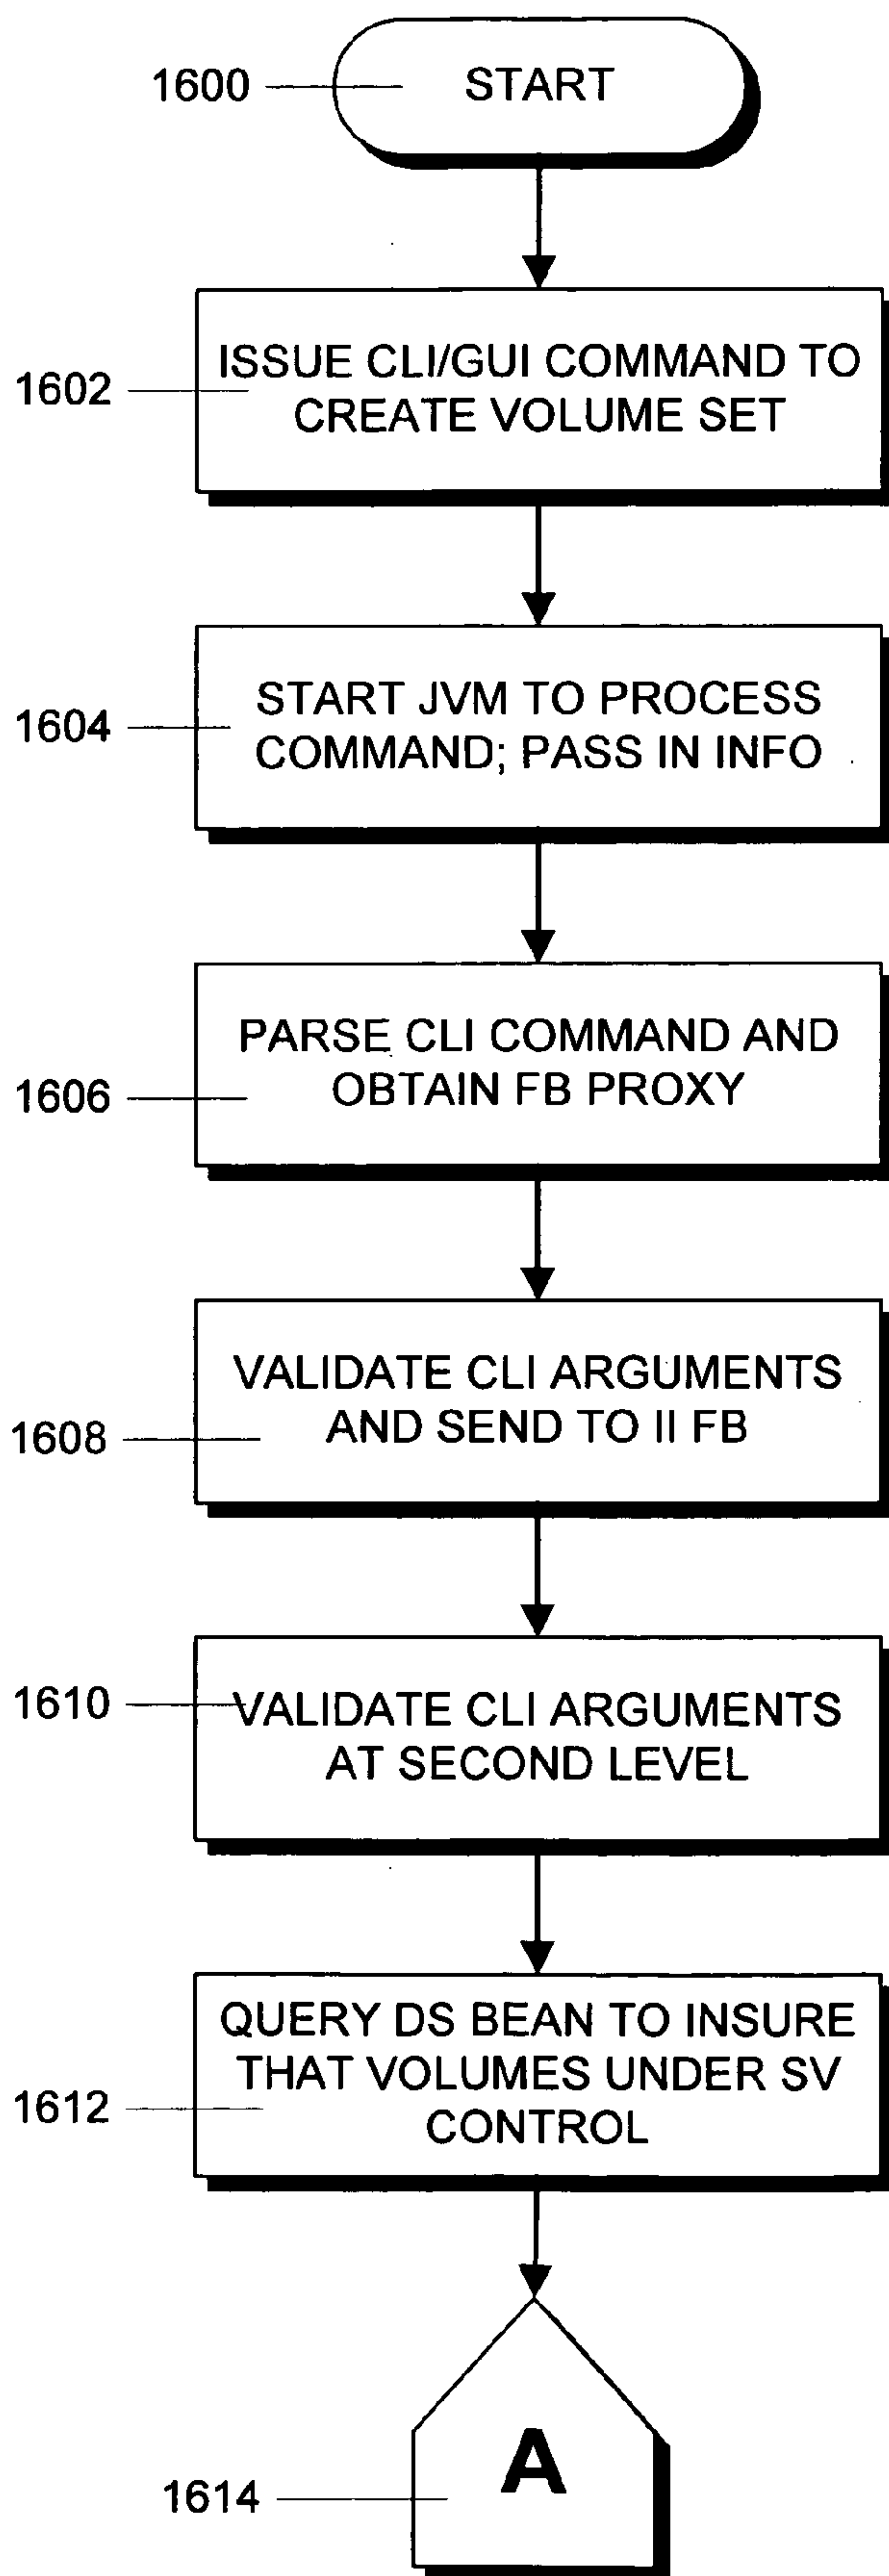 1600 START
1602 ISSUE CLI/GUI COMMAND TO
CREATE VOLUME SET
1604 START JVM TO PROCESS
COMMAND; PASS IN INFO
1606 PARSE CLI COMMAND AND
OBTAIN FB PROXY
1608 VALIDATE CLI ARGUMENTS
AND SEND TO II FB
1610 VALIDATE CLI ARGUMENTS
AT SECOND LEVEL
1612 QUERY DS BEAN TO INSURE
THAT VOLUMES UNDER SV
CONTROL
1614 A